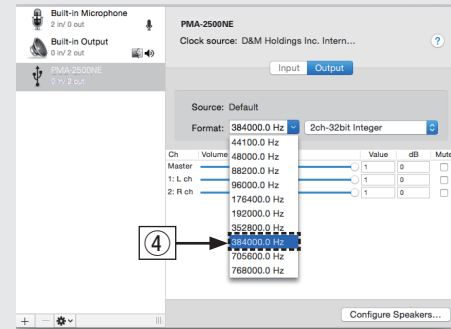 Built-in Microphone
2 in/ 0 out
Built-in Output
0 in/ 2 out
PMA-2500NE
0 in/ 2 out
PMA-2500NE
Clock source: D&M Holdings Inc. Intern...
?
Input Output
Source: Default
Format: 384000.0 Hz 2ch-32bit Integer
44100.0 Hz
48000.0 Hz
88200.0 Hz
96000.0 Hz
176400.0 Hz
192000.0 Hz
352800.0 Hz
384000.0 Hz
705600.0 Hz
768000.0 Hz
Ch Volume Value dB Mute
Master 1 0
1: L ch 1 0
2: R ch 1 0
④
+ −
Configure Speakers...